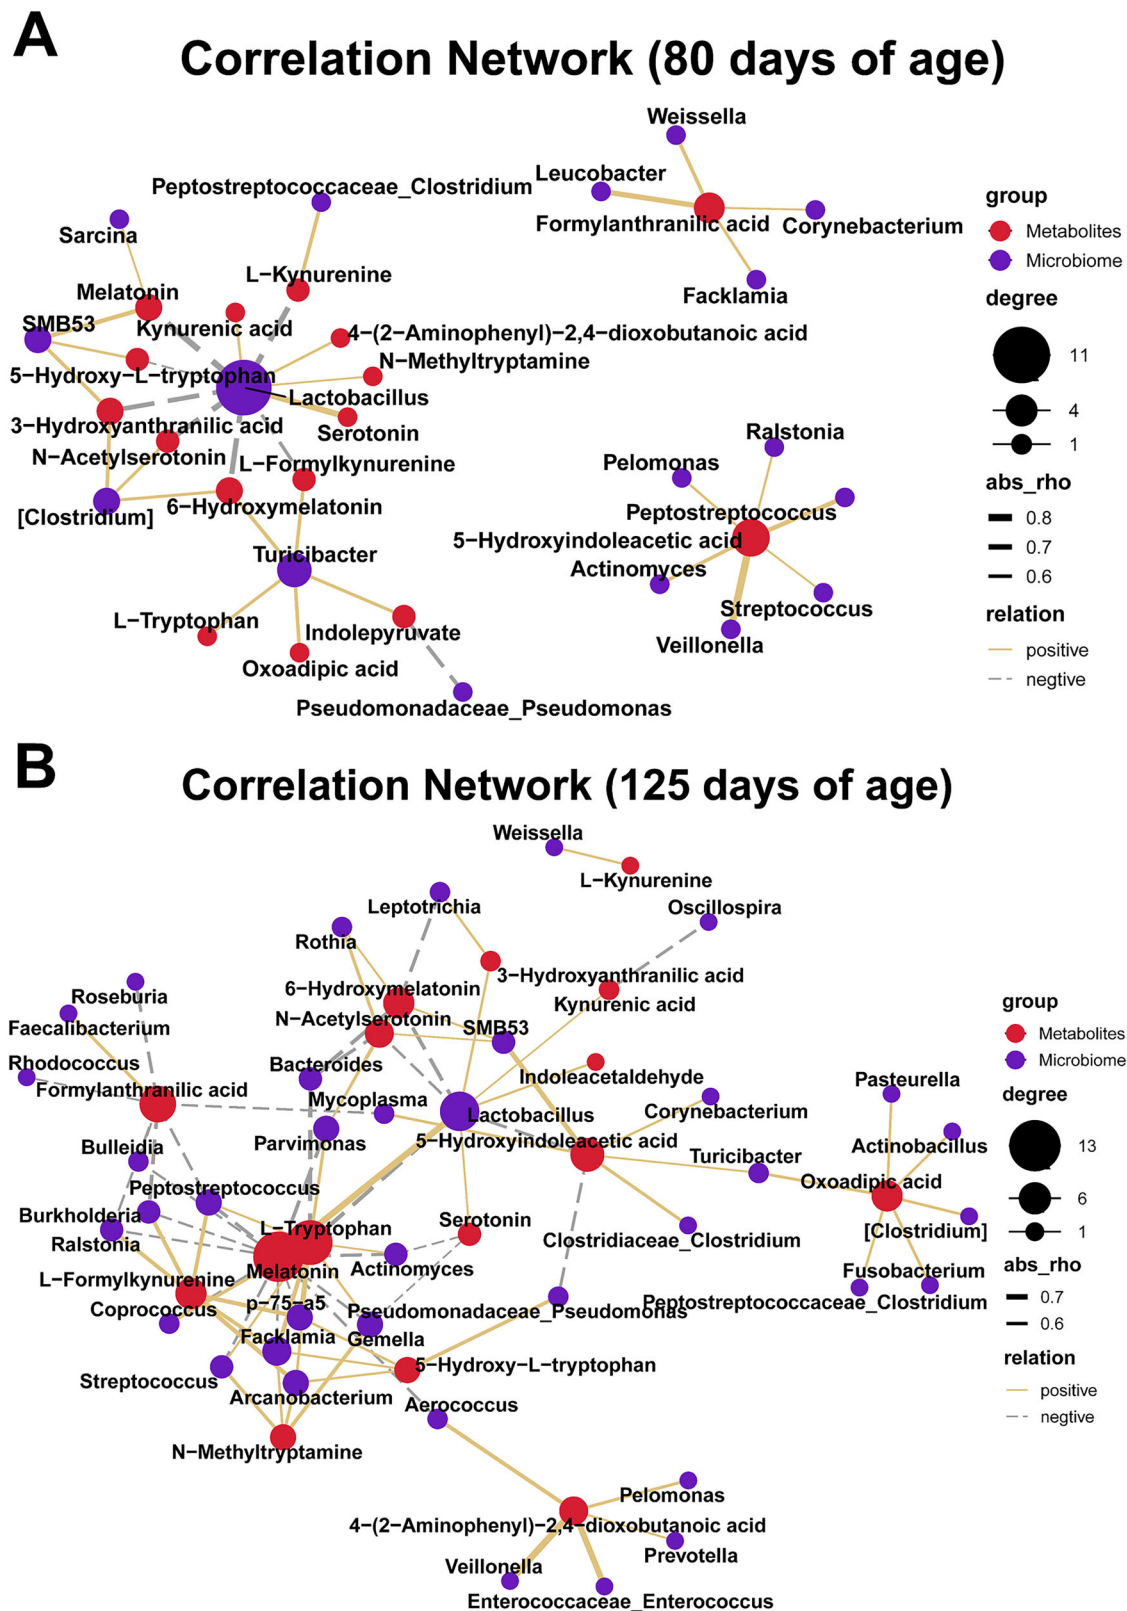 A
Correlation Network (80 days of age)
Weissella
Leucobacter
Peptostreptococcaceae_Clostridium
Formylanthranilic acid
Corynebacterium
Sarcina
L−Kynurenine
Facklamia
Melatonin
SMB53
Kynurenic acid
4−(2−Aminophenyl)−2,4−dioxobutanoic acid
N−Methyltryptamine
5−Hydroxy−L−tryptophan
Lactobacillus
3−Hydroxyanthranilic acid
Serotonin
N−Acetylserotonin
L−Formylkynurenine
[Clostridium]
6−Hydroxymelatonin
Turicibacter
L−Tryptophan
Indolepyruvate
Oxoadipic acid
Pseudomonadaceae_Pseudomonas
Ralstonia
Pelomonas
Peptostreptococcus
5−Hydroxyindoleacetic acid
Actinomyces
Streptococcus
Veillonella
group
Metabolites
Microbiome
degree
11
4
1
abs_rho
0.8
0.7
0.6
relation
positive
negtive
B
Correlation Network (125 days of age)
Weissella
L−Kynurenine
Leptotrichia
Oscillospira
Rothia
3−Hydroxyanthranilic acid
6−Hydroxymelatonin
Kynurenic acid
Roseburia
N−Acetylserotonin
SMB53
Faecalibacterium
Rhodococcus
Bacteroides
Indoleacetaldehyde
Formylanthranilic acid
Mycoplasma
Lactobacillus
Corynebacterium
Pasteurella
Parvimonas
5−Hydroxyindoleacetic acid
Actinobacillus
Bulleidia
Turicibacter
Oxoadipic acid
Peptostreptococcus
Burkholderia
L−Tryptophan
Serotonin
[Clostridium]
Ralstonia
Clostridiaceae_Clostridium
Melatonin
Actinomyces
L−Formylkynurenine
Fusobacterium
Coprococcus
p−75−a5
Pseudomonadaceae_Pseudomonas
Peptostreptococcaceae_Clostridium
Facklamia
Gemella
5−Hydroxy−L−tryptophan
Streptococcus
Arcanobacterium
Aerococcus
N−Methyltryptamine
Pelomonas
4−(2−Aminophenyl)−2,4−dioxobutanoic acid
Prevotella
Veillonella
Enterococcaceae_Enterococcus
group
Metabolites
Microbiome
degree
13
6
1
abs_rho
0.7
0.6
relation
positive
negtive